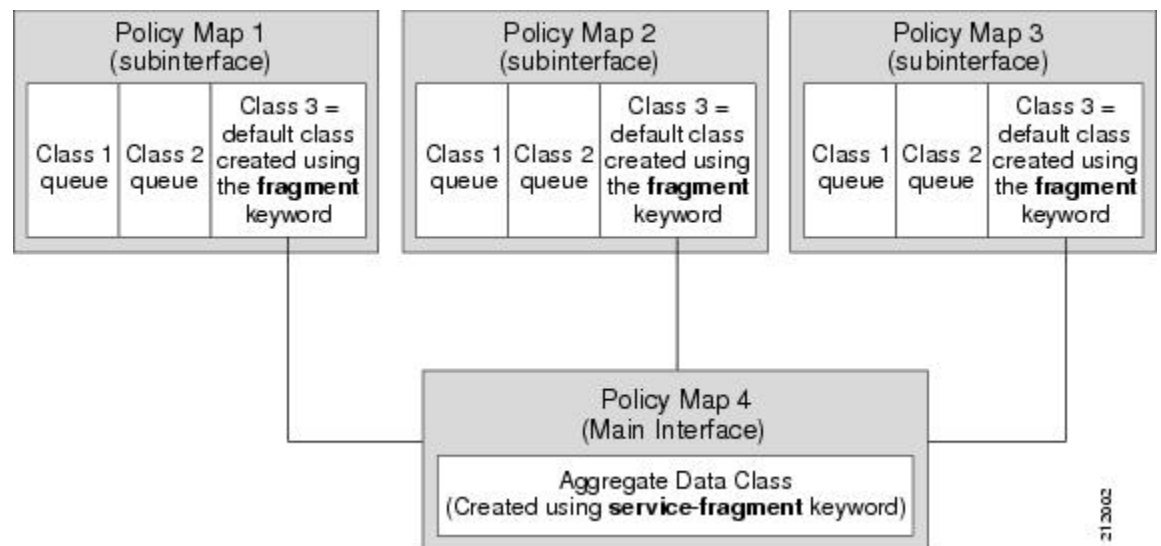 Policy Map 1
(subinterface)
Class 1
queue
Class 2
queue
Class 3 =
default class
created using
the fragment
keyword
Policy Map 2
(subinterface)
Class 1
queue
Class 2
queue
Class 3 =
default class
created using
the fragment
keyword
Policy Map 3
(subinterface)
Class 1
queue
Class 2
queue
Class 3 =
default class
created using
the fragment
keyword
Policy Map 4
(Main Interface)
Aggregate Data Class
(Created using service-fragment keyword)
212002